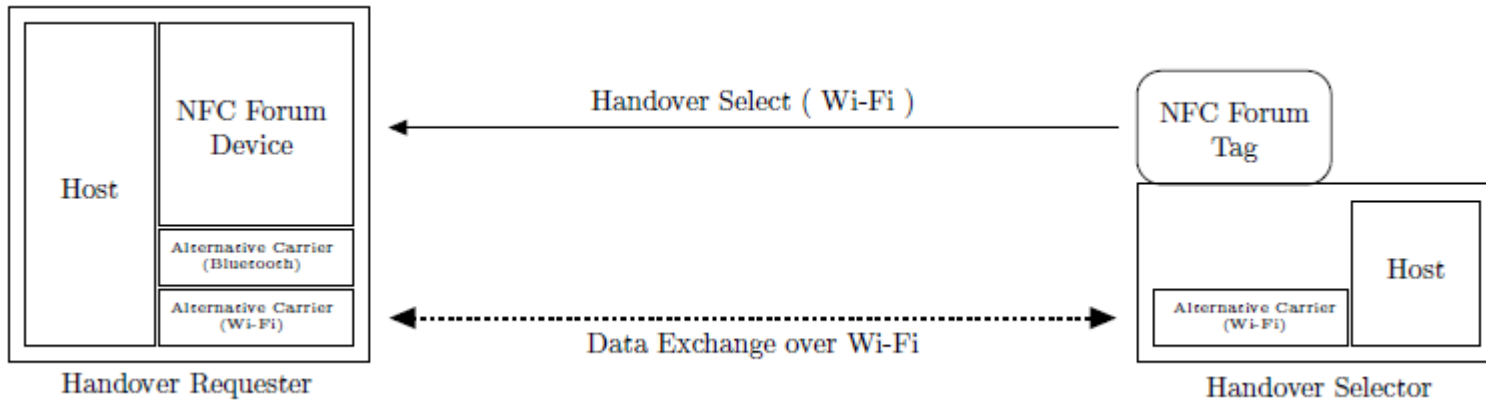 Host
NFC Forum
Device
Alternative Carrier
(Bluetooth)
Alternative Carrier
(Wi-Fi)
Handover Requester
Handover Select ( Wi-Fi )
Data Exchange over Wi-Fi
NFC Forum
Tag
Host
Alternative Carrier
(Wi-Fi)
Handover Selector